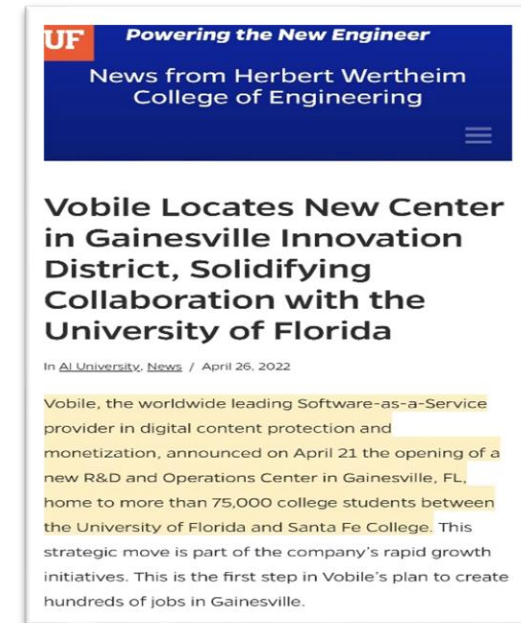 UF
Powering the New Engineer
News from Herbert Wertheim
College of Engineering
Vobile Locates New Center
in Gainesville Innovation
District, Solidifying
Collaboration with the
University of Florida
In AI University, News / April 26, 2022
Vobile, the worldwide leading Software-as-a-Service
provider in digital content protection and
monetization, announced on April 21 the opening of a
new R&D and Operations Center in Gainesville, FL,
home to more than 75,000 college students between
the University of Florida and Santa Fe College. This
strategic move is part of the company's rapid growth
initiatives. This is the first step in Vobile's plan to create
hundreds of jobs in Gainesville.